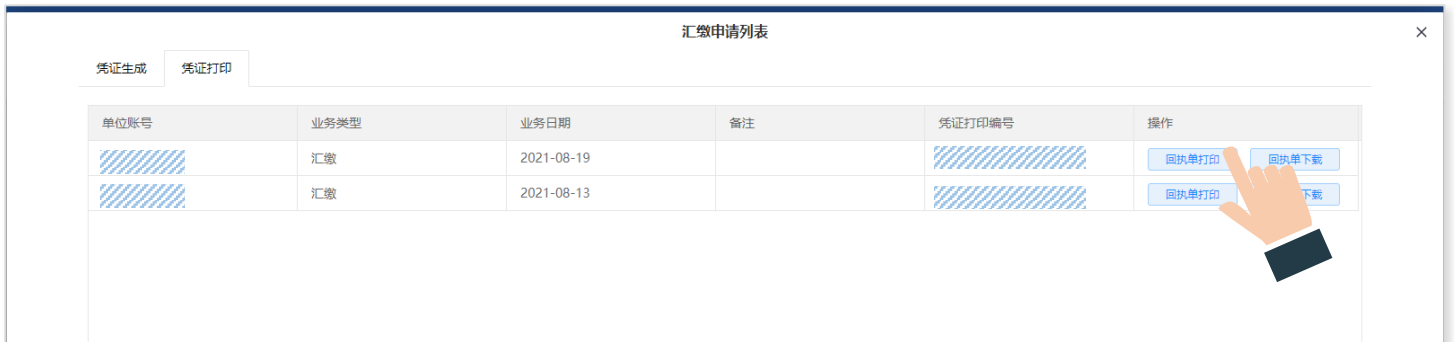 汇缴申请列表
凭证生成 凭证打印
单位账号 业务类型 业务日期 备注 凭证打印编号 操作
汇缴 2021-08-19 回执单打印 回执单下载
汇缴 2021-08-13 回执单打印 下载